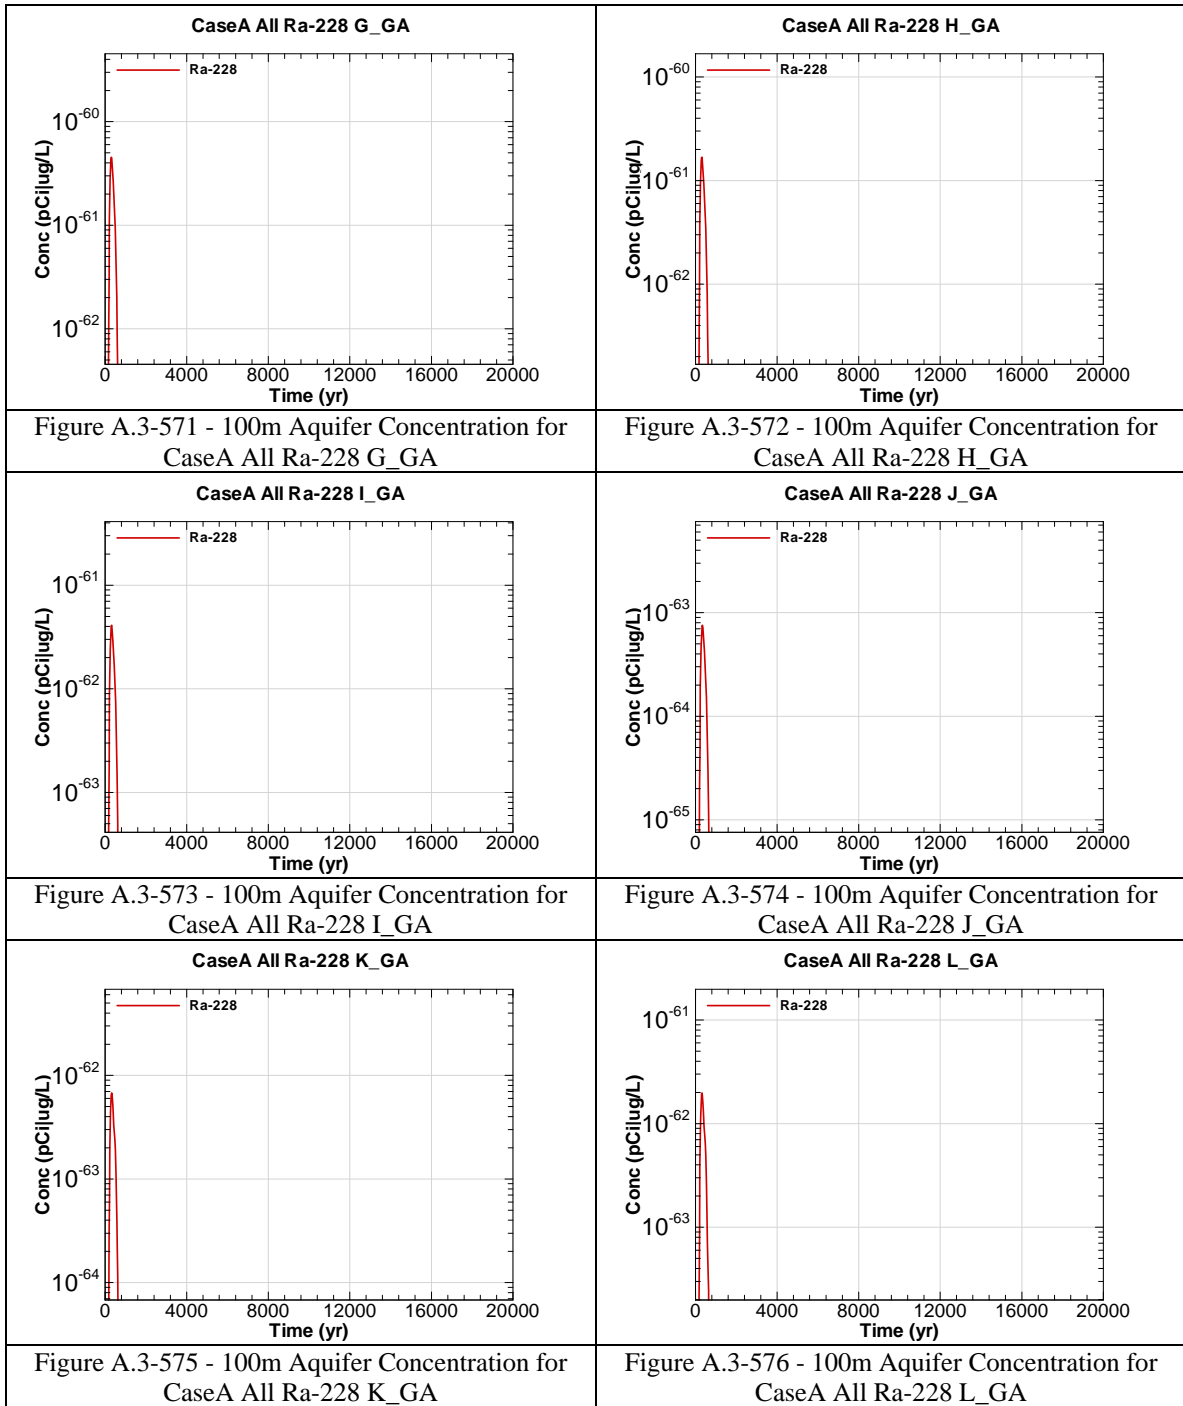 CaseA All Ra-228 G_GA
Ra-228
10^-60
10^-61
10^-62
Conc (pCi|ug/L)
0 4000 8000 12000 16000 20000
Time (yr)
Figure A.3-571 - 100m Aquifer Concentration for
CaseA All Ra-228 G_GA
CaseA All Ra-228 H_GA
Ra-228
10^-60
10^-61
10^-62
Conc (pCi|ug/L)
0 4000 8000 12000 16000 20000
Time (yr)
Figure A.3-572 - 100m Aquifer Concentration for
CaseA All Ra-228 H_GA
CaseA All Ra-228 I_GA
Ra-228
10^-61
10^-62
10^-63
Conc (pCi|ug/L)
0 4000 8000 12000 16000 20000
Time (yr)
Figure A.3-573 - 100m Aquifer Concentration for
CaseA All Ra-228 I_GA
CaseA All Ra-228 J_GA
Ra-228
10^-63
10^-64
10^-65
Conc (pCi|ug/L)
0 4000 8000 12000 16000 20000
Time (yr)
Figure A.3-574 - 100m Aquifer Concentration for
CaseA All Ra-228 J_GA
CaseA All Ra-228 K_GA
Ra-228
10^-62
10^-63
10^-64
Conc (pCi|ug/L)
0 4000 8000 12000 16000 20000
Time (yr)
Figure A.3-575 - 100m Aquifer Concentration for
CaseA All Ra-228 K_GA
CaseA All Ra-228 L_GA
Ra-228
10^-61
10^-62
10^-63
Conc (pCi|ug/L)
0 4000 8000 12000 16000 20000
Time (yr)
Figure A.3-576 - 100m Aquifer Concentration for
CaseA All Ra-228 L_GA